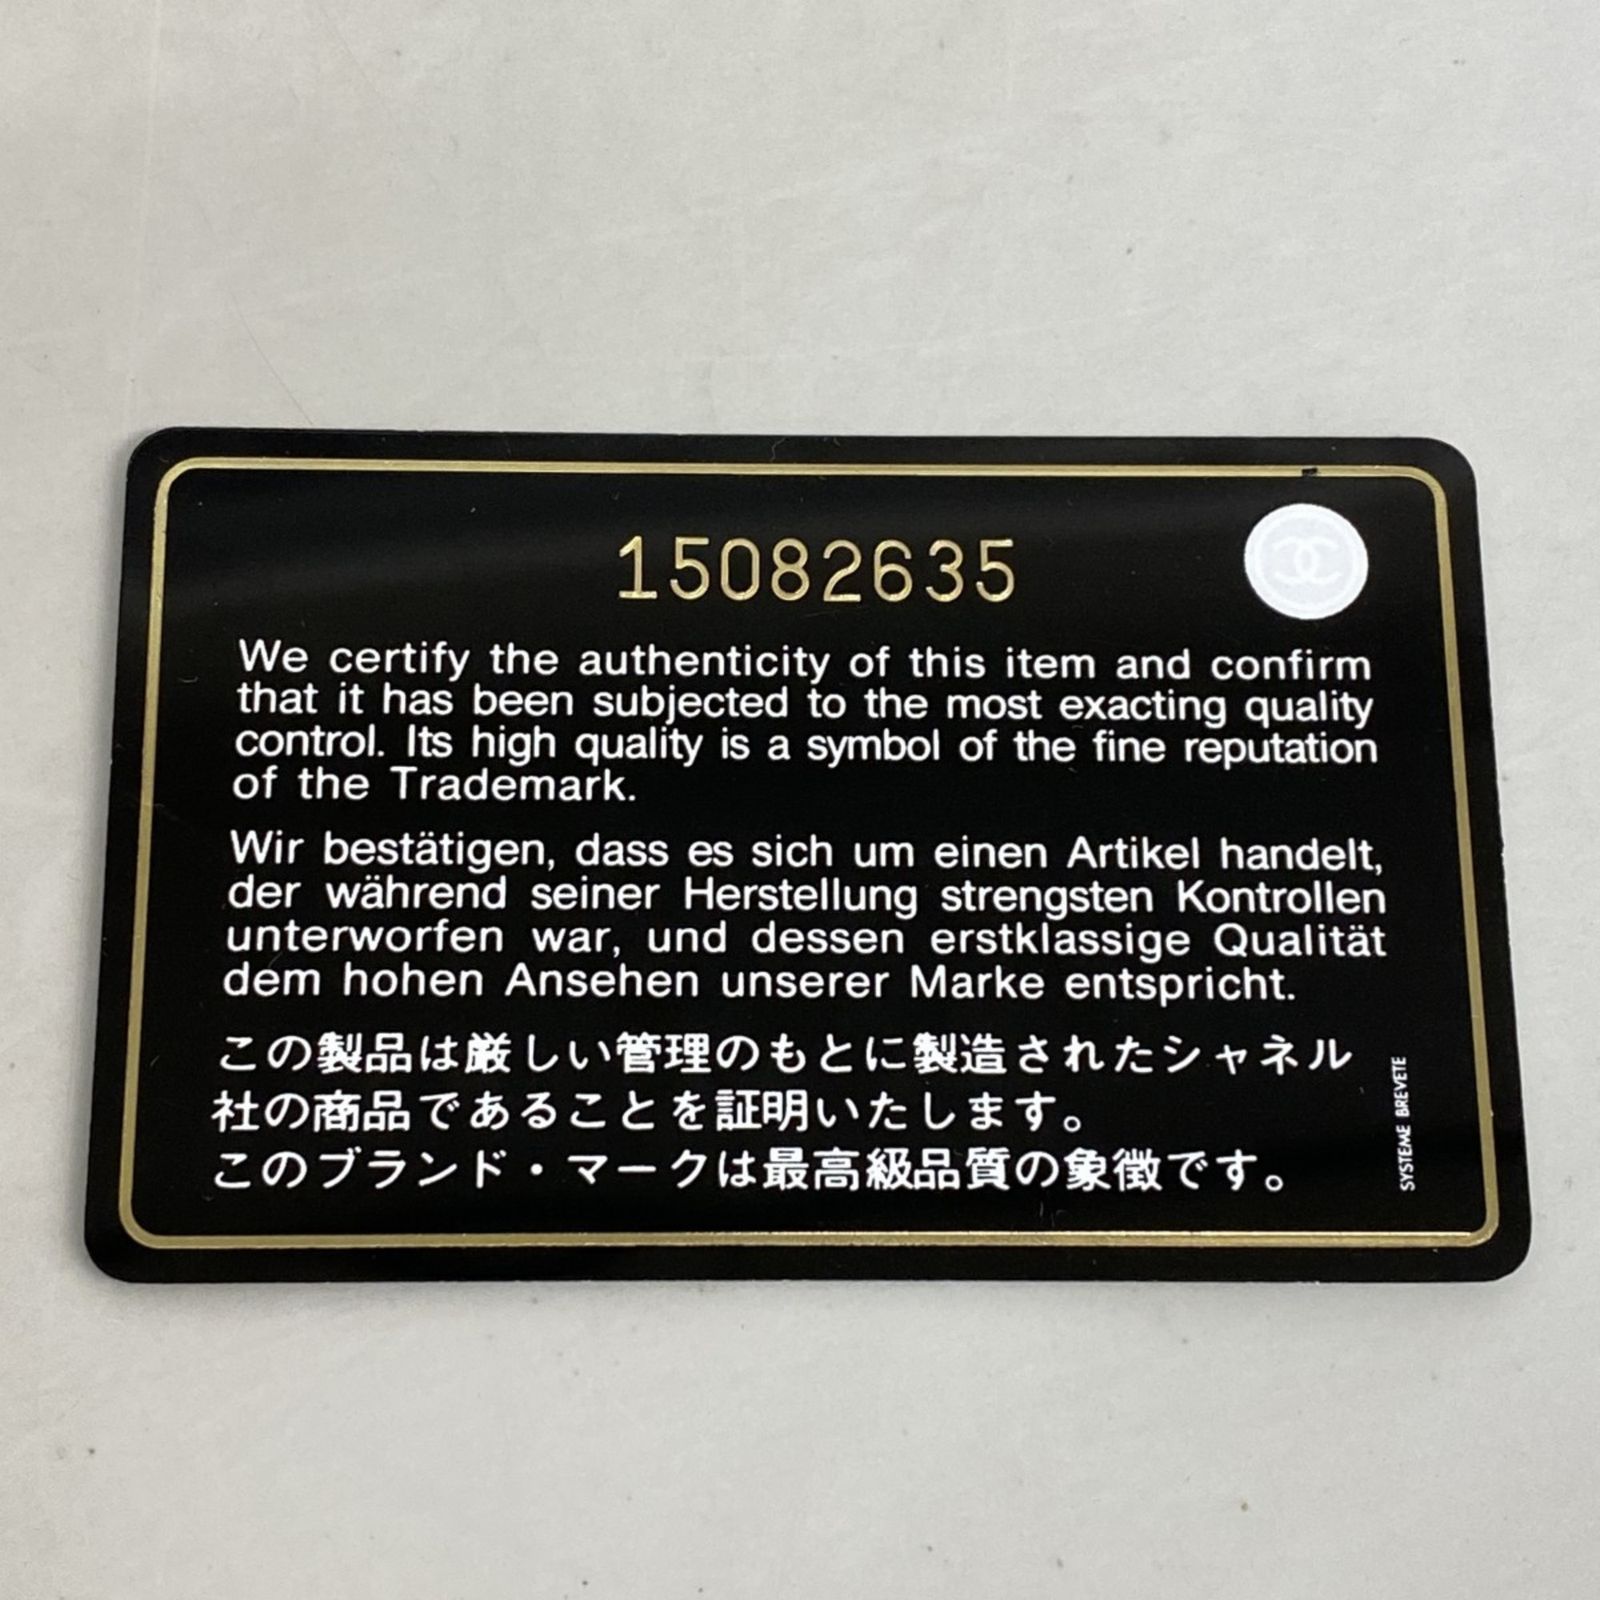 15082635
We certify the authenticity of this item and confirm
that it has been subjected to the most exacting quality
control. Its high quality is a symbol of the fine reputation
of the Trademark.
Wir bestätigen, dass es sich um einen Artikel handelt,
der während seiner Herstellung strengsten Kontrollen
unterworfen war, und dessen erstklassige Qualität
dem hohen Ansehen unserer Marke entspricht.
この製品は厳しい管理のもとに製造されたシャネル
社の商品であることを証明いたします。
このブランド・マークは最高級品質の象徴です。
SYSTEME BREVETE